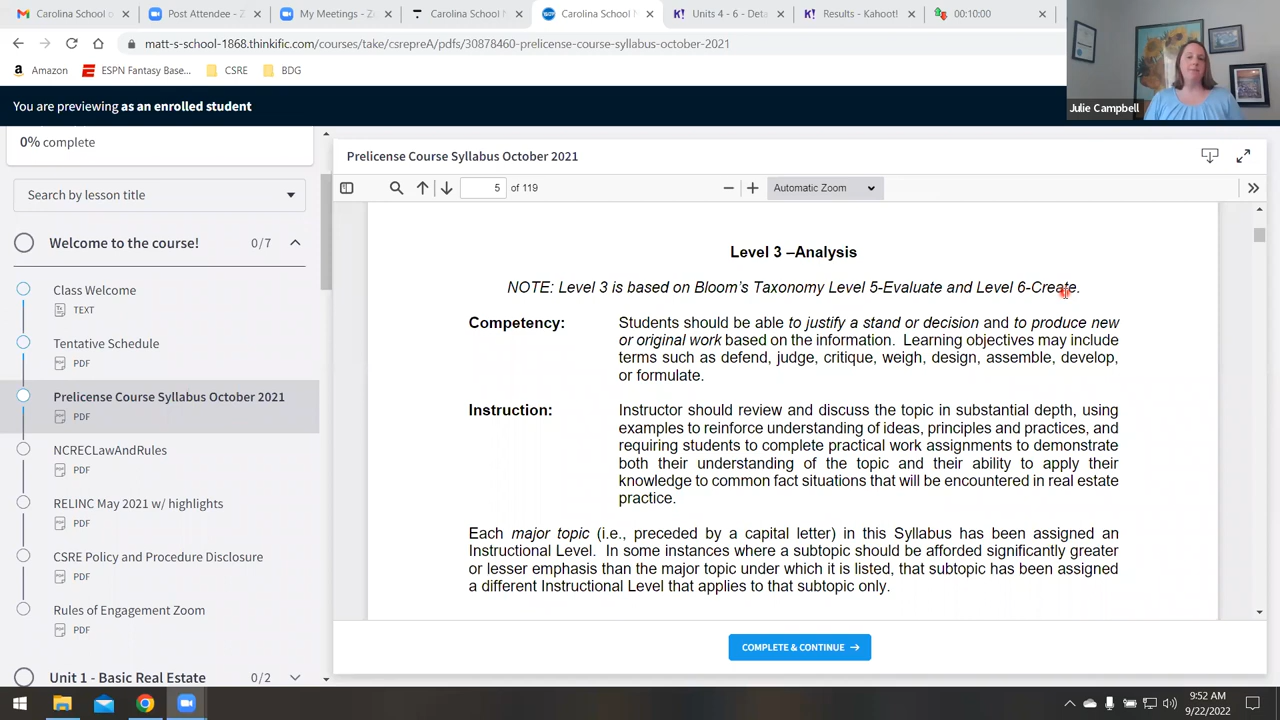 Carolina School o
Post Attendee - Z
My Meetings - Z
Carolina School N
Carolina School N
Units 4 - 6 - Deta
Results - Kahoot!
00:10:00
matt-s-school-1868.thinkific.com/courses/take/csrepreA/pdfs/30878460-prelicense-course-syllabus-october-2021
Amazon
ESPN Fantasy Base...
CSRE
BDG
Julie Campbell
You are previewing as an enrolled student
0% complete
Search by lesson title
Welcome to the course! 0/7
Class Welcome
TEXT
Tentative Schedule
PDF
Prelicense Course Syllabus October 2021
PDF
NCRECLawAndRules
PDF
RELINC May 2021 w/ highlights
PDF
CSRE Policy and Procedure Disclosure
PDF
Rules of Engagement Zoom
PDF
Unit 1 - Basic Real Estate 0/2
Prelicense Course Syllabus October 2021
5 of 119
Automatic Zoom
Level 3 –Analysis
NOTE: Level 3 is based on Bloom's Taxonomy Level 5-Evaluate and Level 6-Create.
Competency: Students should be able to justify a stand or decision and to produce new
or original work based on the information. Learning objectives may include
terms such as defend, judge, critique, weigh, design, assemble, develop,
or formulate.
Instruction: Instructor should review and discuss the topic in substantial depth, using
examples to reinforce understanding of ideas, principles and practices, and
requiring students to complete practical work assignments to demonstrate
both their understanding of the topic and their ability to apply their
knowledge to common fact situations that will be encountered in real estate
practice.
Each major topic (i.e., preceded by a capital letter) in this Syllabus has been assigned an
Instructional Level. In some instances where a subtopic should be afforded significantly greater
or lesser emphasis than the major topic under which it is listed, that subtopic has been assigned
a different Instructional Level that applies to that subtopic only.
COMPLETE & CONTINUE
9:52 AM
9/22/2022